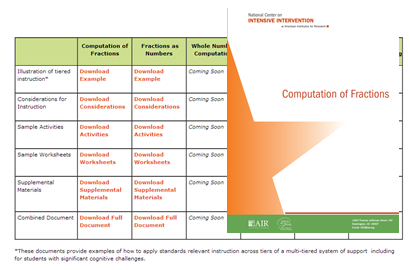 National Center on
INTENSIVE INTERVENTION
at American Institutes for Research
Computation of Fractions
Computation of
Fractions
Fractions as
Numbers
Whole Num
Computati
Illustration of tiered
instruction*
Download
Example
Download
Example
Coming Soon
Considerations for
Instruction
Download
Considerations
Download
Considerations
Coming Soon
Sample Activities
Download
Activities
Download
Activities
Coming Soon
Sample Worksheets
Download
Worksheets
Download
Worksheets
Coming Soon
Supplemental
Materials
Download
Supplemental
Materials
Download
Supplemental
Materials
Coming Soon
Combined Document
Download Full
Document
Download Full
Document
Coming Soon
AIR
*These documents provide examples of how to apply standards relevant instruction across tiers of a multi-tiered system of support including
for students with significant cognitive challenges.